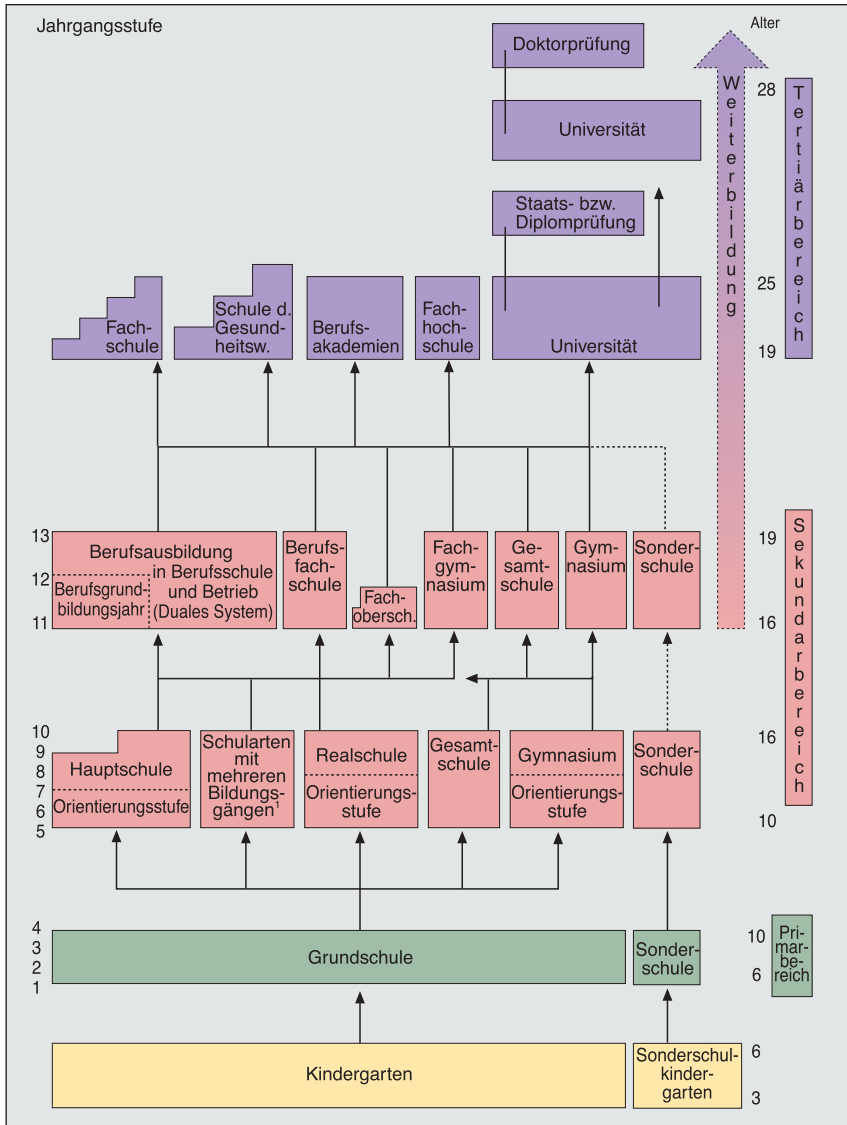 Jahrgangsstufe
Alter
Doktorprüfung
Universität
Staats- bzw.
Diplomprüfung
Weiterbildung
28
25
19
Tertiärbereich
Fach-
schule
Schule d.
Gesund-
heitsw.
Berufs-
akademien
Fach-
hoch-
schule
Universität
13
12
11
Berufsausbildung
in Berufsschule
und Betrieb
(Duales System)
Berufsgrund-
bildungsjahr
Berufs-
fach-
schule
Fach-
obersch.
Fach-
gym-
nasium
Ge-
samt-
schule
Gym-
nasium
Sonder-
schule
19
16
Sekundarbereich
10
9
8
7
6
5
Hauptschule
Orientierungsstufe
Schularten
mit
mehreren
Bildungs-
gängen1
Realschule
Orientierungs-
stufe
Gesamt-
schule
Gymnasium
Orientierungs-
stufe
Sonder-
schule
16
10
4
3
2
1
Grundschule
Sonder-
schule
10
6
Pri-
mar-
be-
reich
Kindergarten
Sonderschul-
kinder-
garten
6
3